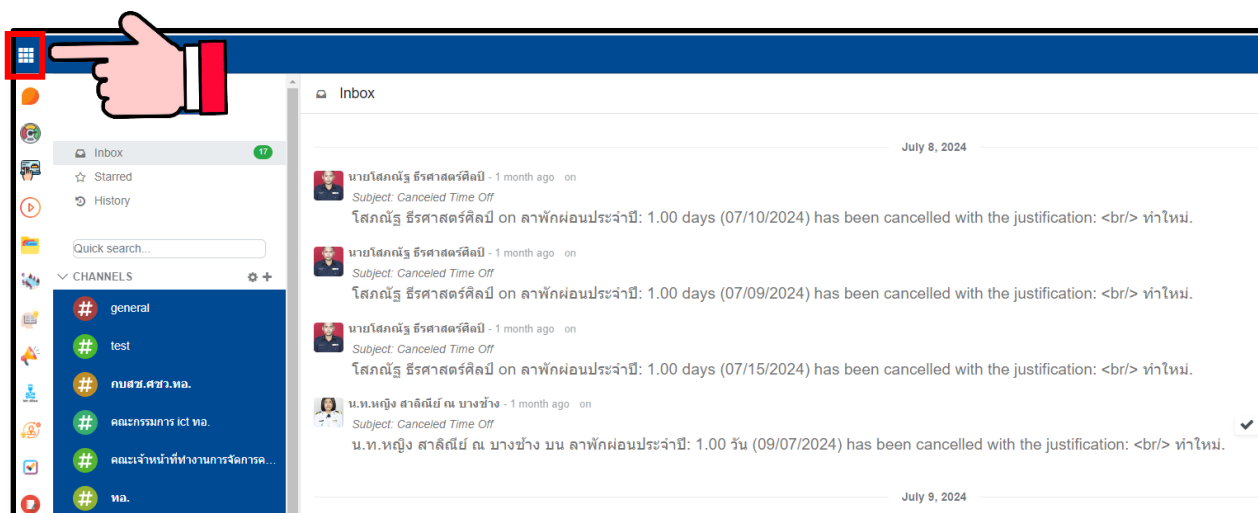 Inbox
July 8, 2024
Inbox 17
Starred
History
Quick search...
CHANNELS
general
test
กบสช.ศซว.ทอ.
คณะกรรมการ ict ทอ.
คณะเจ้าหน้าที่ทำงานการจัดการค...
ทอ.
นายโสภณัฐ ธีรศาสตร์ศิลป์ - 1 month ago on
Subject: Canceled Time Off
โสภณัฐ ธีรศาสตร์ศิลป์ on ลาพักผ่อนประจำปี: 1.00 days (07/10/2024) has been cancelled with the justification: <br/> ทำใหม่.
นายโสภณัฐ ธีรศาสตร์ศิลป์ - 1 month ago on
Subject: Canceled Time Off
โสภณัฐ ธีรศาสตร์ศิลป์ on ลาพักผ่อนประจำปี: 1.00 days (07/09/2024) has been cancelled with the justification: <br/> ทำใหม่.
นายโสภณัฐ ธีรศาสตร์ศิลป์ - 1 month ago on
Subject: Canceled Time Off
โสภณัฐ ธีรศาสตร์ศิลป์ on ลาพักผ่อนประจำปี: 1.00 days (07/15/2024) has been cancelled with the justification: <br/> ทำใหม่.
น.ท.หญิง สาลิณีย์ ณ บางช้าง - 1 month ago on
Subject: Canceled Time Off
น.ท.หญิง สาลิณีย์ ณ บางช้าง บน ลาพักผ่อนประจำปี: 1.00 วัน (09/07/2024) has been cancelled with the justification: <br/> ทำใหม่.
July 9, 2024